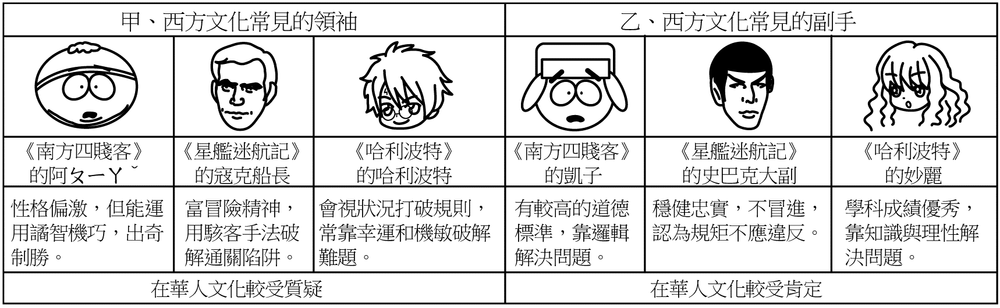 甲、西方文化常見的領袖
乙、西方文化常見的副手
《南方四賤客》
的阿ㄆㄧㄚˇ
《星艦迷航記》
的寇克船長
《哈利波特》
的哈利波特
《南方四賤客》
的凱子
《星艦迷航記》
的史巴克大副
《哈利波特》
的妙麗
性格偏激，但能運
用譎智機巧，出奇
制勝。
富冒險精神，
用駭客手法破
解通關陷阱。
會視狀況打破規則，
常靠幸運和機敏破解
難題。
有較高的道德
標準，靠邏輯
解決問題。
穩健忠實，不冒進，
認為規矩不應違反。
學科成績優秀，
靠知識與理性解
決問題。
在華人文化較受質疑
在華人文化較受肯定